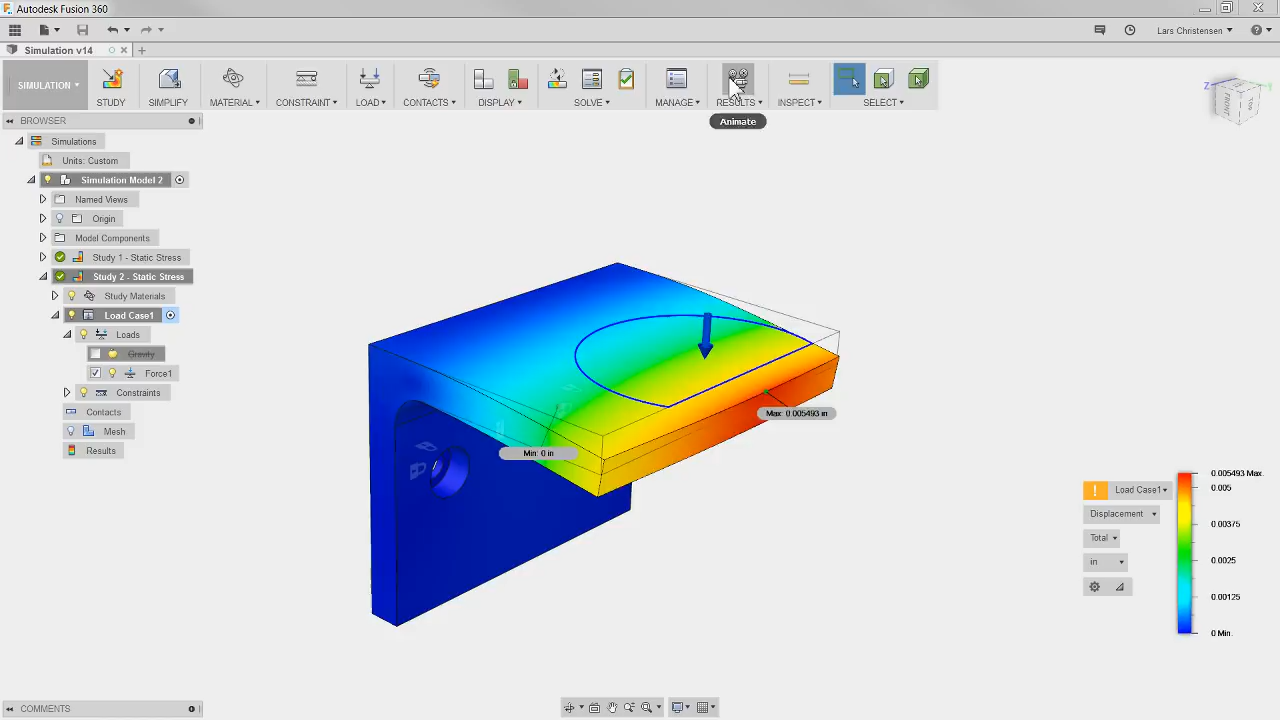 Autodesk Fusion 360
Lars Christensen
Simulation v14
SIMULATION
STUDY
SIMPLIFY
MATERIAL
CONSTRAINT
LOAD
CONTACTS
DISPLAY
SOLVE
MANAGE
RESULTS
INSPECT
SELECT
Animate
BROWSER
Simulations
Units: Custom
Simulation Model 2
Named Views
Origin
Model Components
Study 1 - Static Stress
Study 2 - Static Stress
Study Materials
Load Case1
Loads
Gravity
Force1
Constraints
Contacts
Mesh
Results
Z
Max: 0.005493 in
Min: 0 in
Load Case1
Displacement
Total
in
0.005493 Max.
0.005
0.00375
0.0025
0.00125
0 Min.
COMMENTS